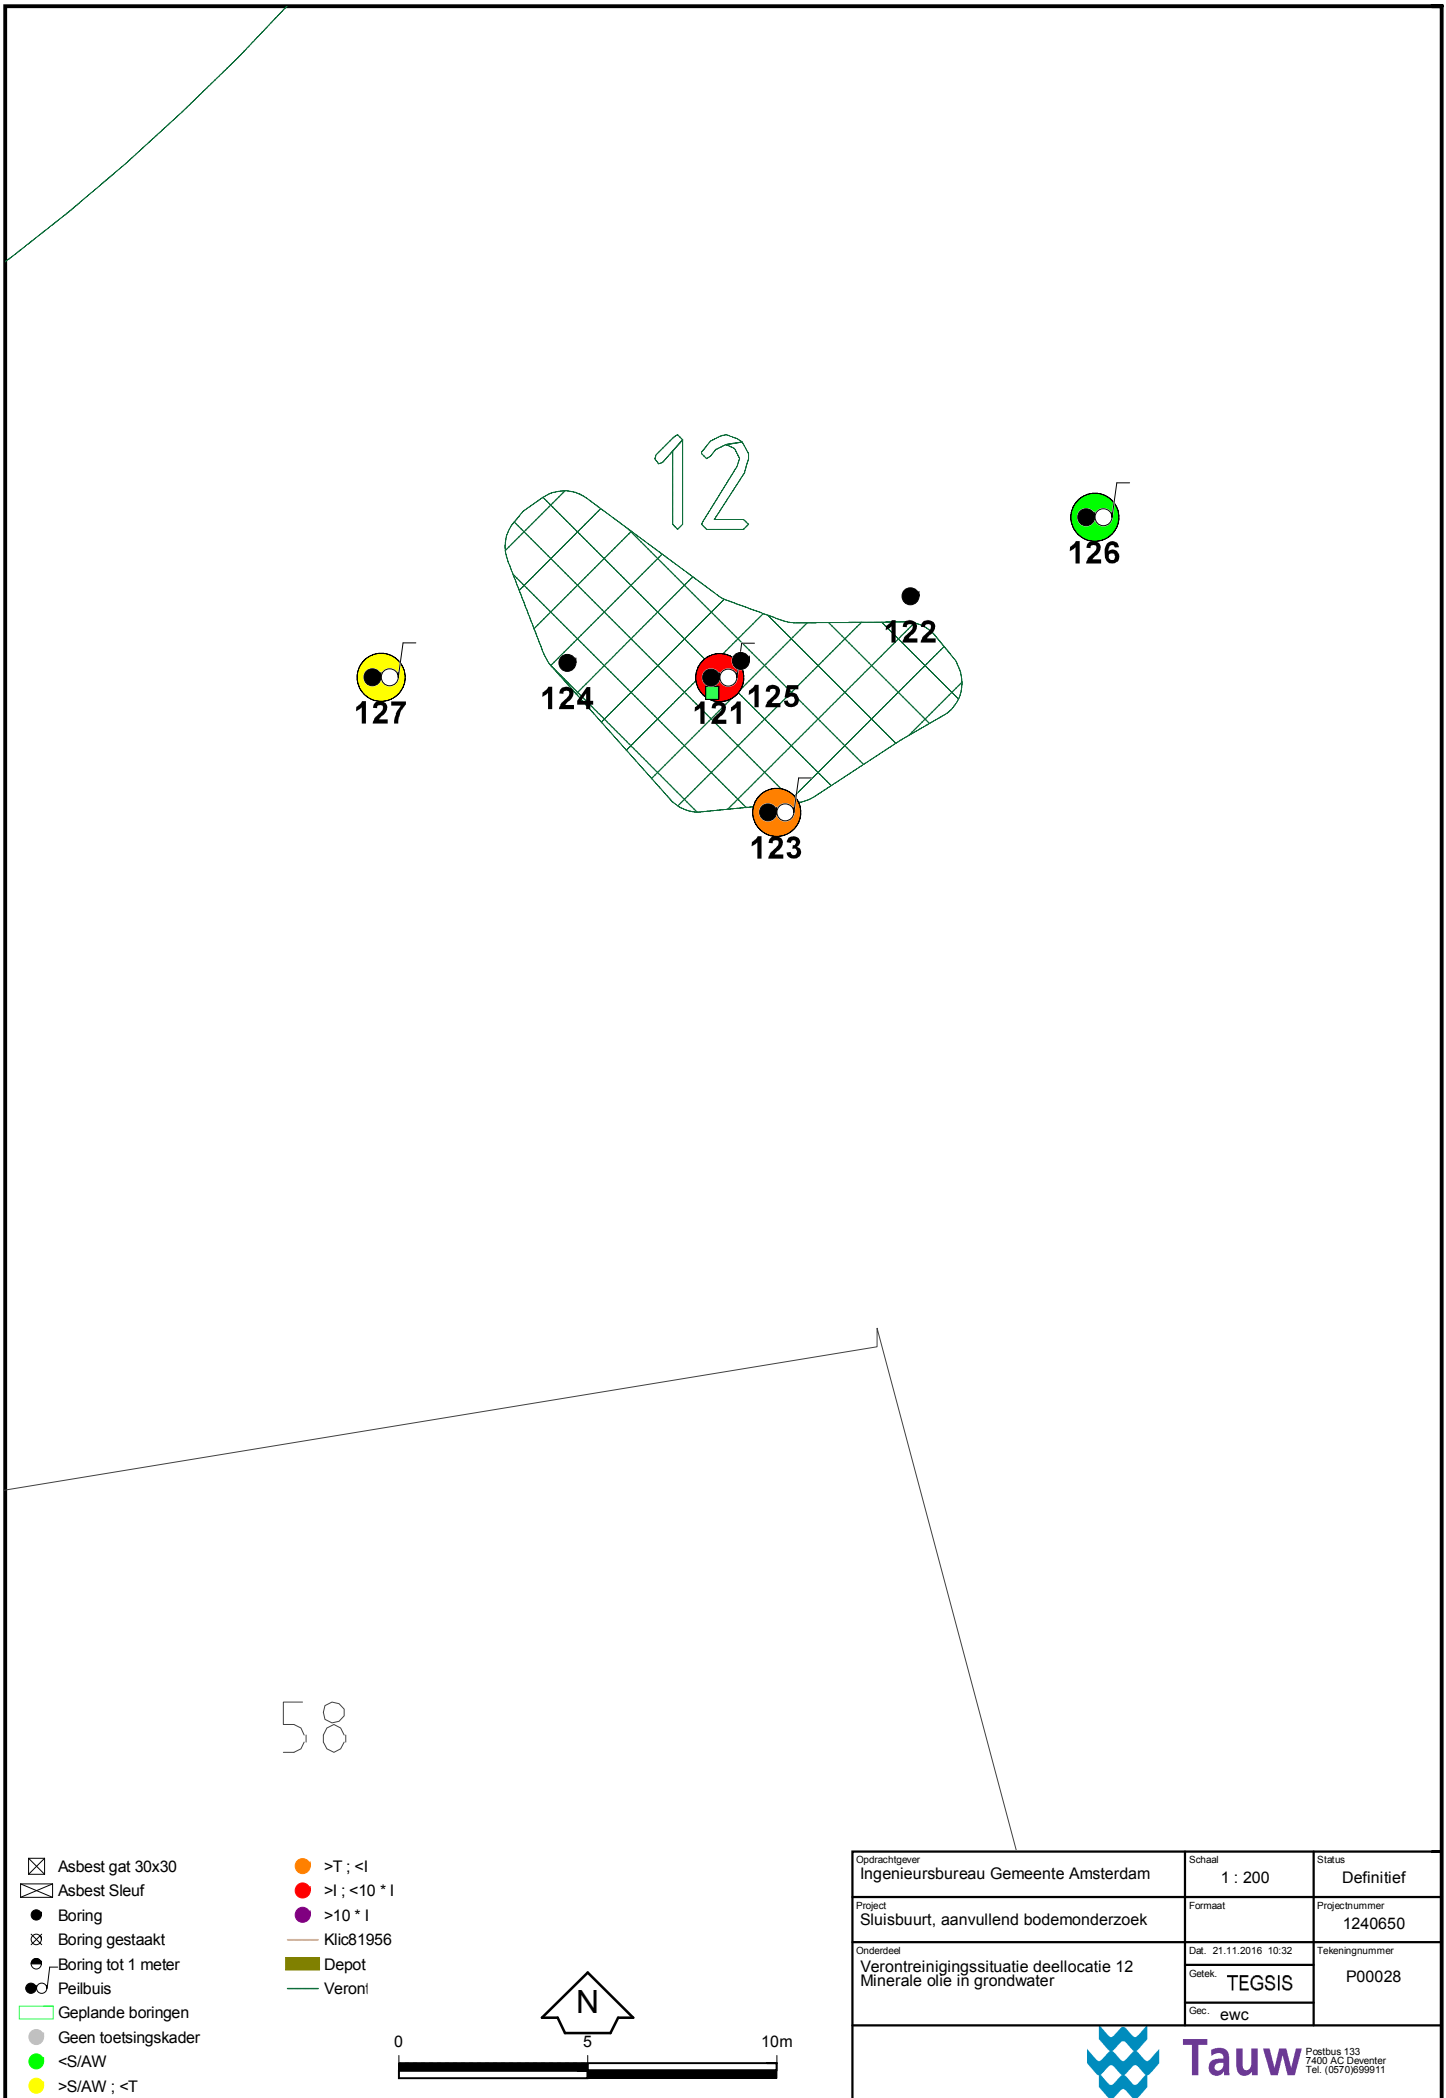 12
126
122
124
125
127
121
123
58
Asbest gat 30x30
Asbest Sleuf
Boring
Boring gestaakt
Boring tot 1 meter
Peilbuis
Geplande boringen
Geen toetsingskader
<S/AW
>S/AW ; <T
>T ; <I
>I ; <10 * I
>10 * I
Klic81956
Depot
Veront
N
0 5 10m
Opdrachtgever
Ingenieursbureau Gemeente Amsterdam
Schaal
1 : 200
Status
Definitief
Project
Sluisbuurt, aanvullend bodemonderzoek
Formaat
Projectnummer
1240650
Onderdeel
Verontreinigingssituatie deellocatie 12
Minerale olie in grondwater
Dat. 21.11.2016 10:32
Getek. TEGSIS
Gec. ewc
Tekeningnummer
P00028
Tauw
Postbus 133
7400 AC Deventer
Tel. (0570)699911